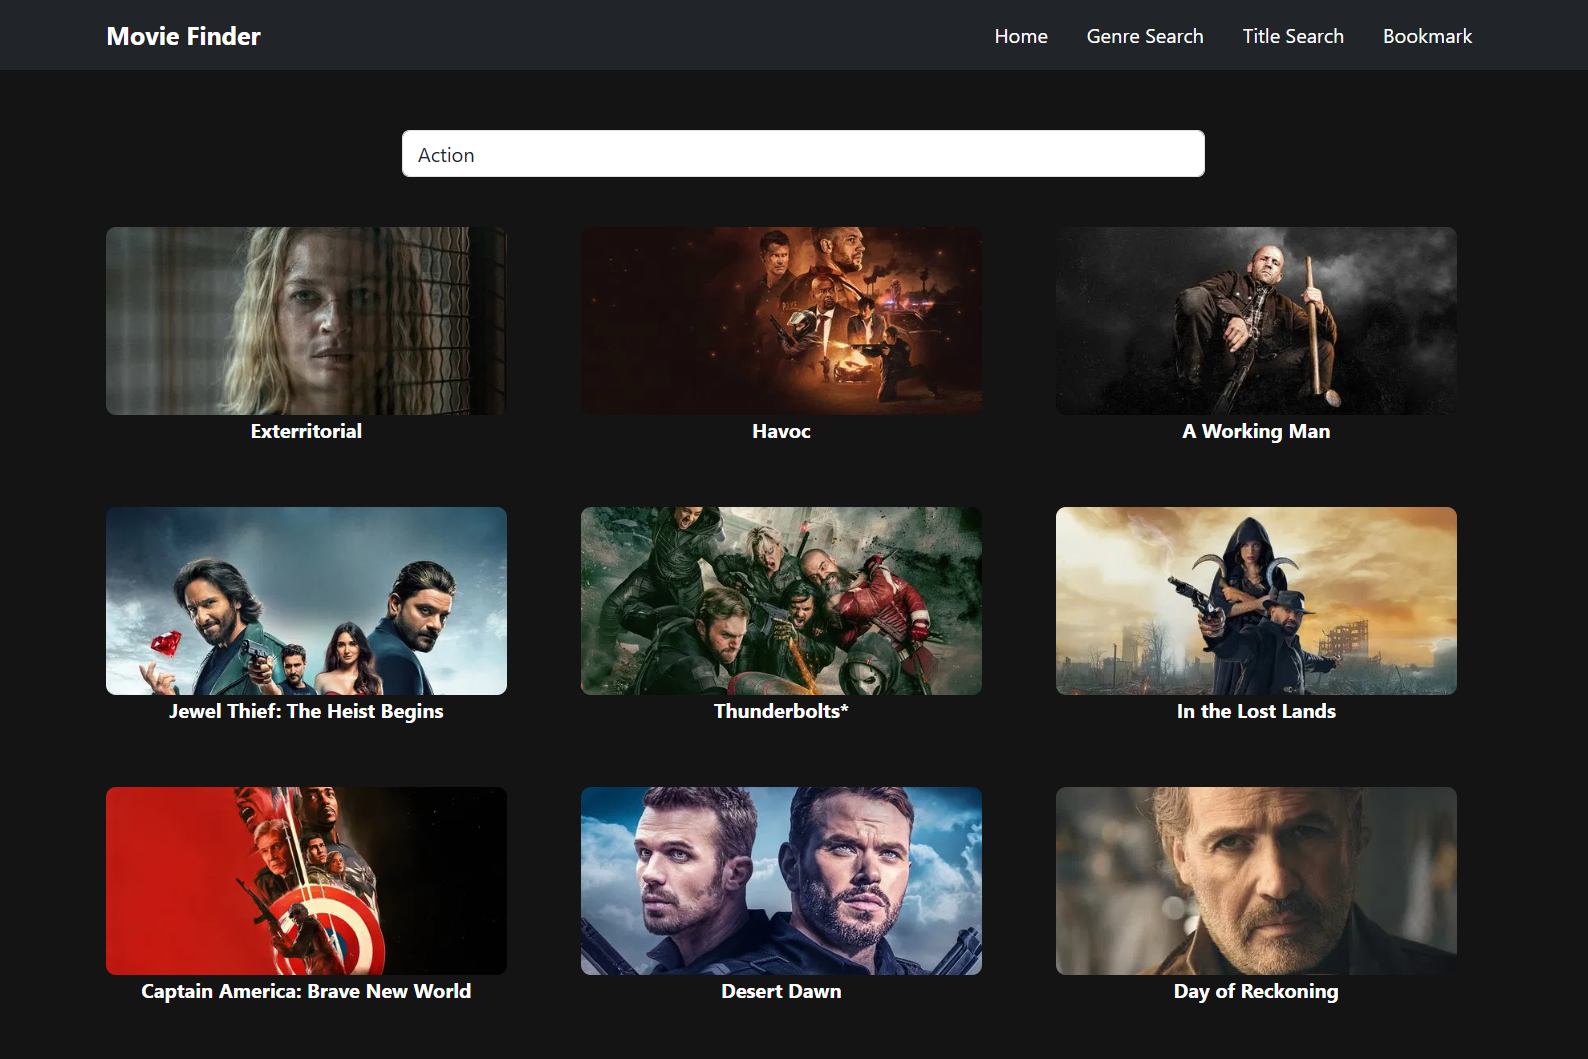 Movie Finder
Home Genre Search Title Search Bookmark
Action
Exterritorial
Havoc
A Working Man
Jewel Thief: The Heist Begins
Thunderbolts*
In the Lost Lands
Captain America: Brave New World
Desert Dawn
Day of Reckoning